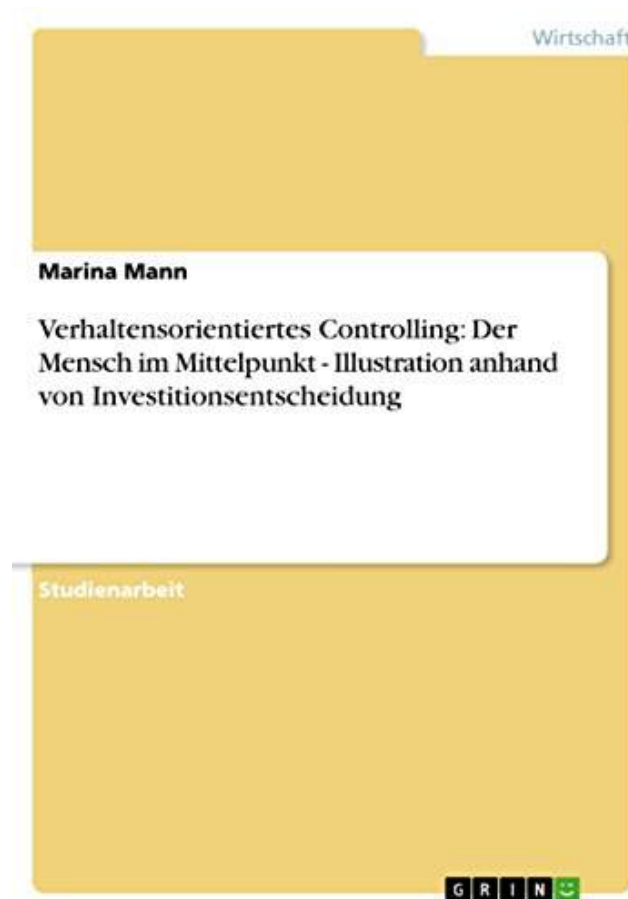 Wirtschaft
Marina Mann
Verhaltensorientiertes Controlling: Der
Mensch im Mittelpunkt - Illustration anhand
von Investitionsentscheidung
Studienarbeit
GRIN